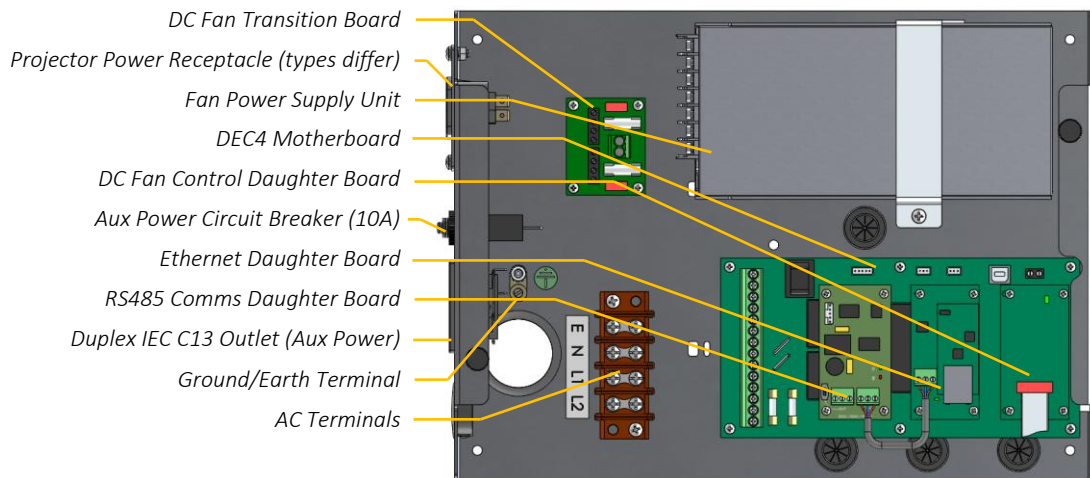 DC Fan Transition Board
Projector Power Receptacle (types differ)
Fan Power Supply Unit
DEC4 Motherboard
DC Fan Control Daughter Board
Aux Power Circuit Breaker (10A)
Ethernet Daughter Board
RS485 Comms Daughter Board
Duplex IEC C13 Outlet (Aux Power)
Ground/Earth Terminal
AC Terminals
E
N
L1
L2